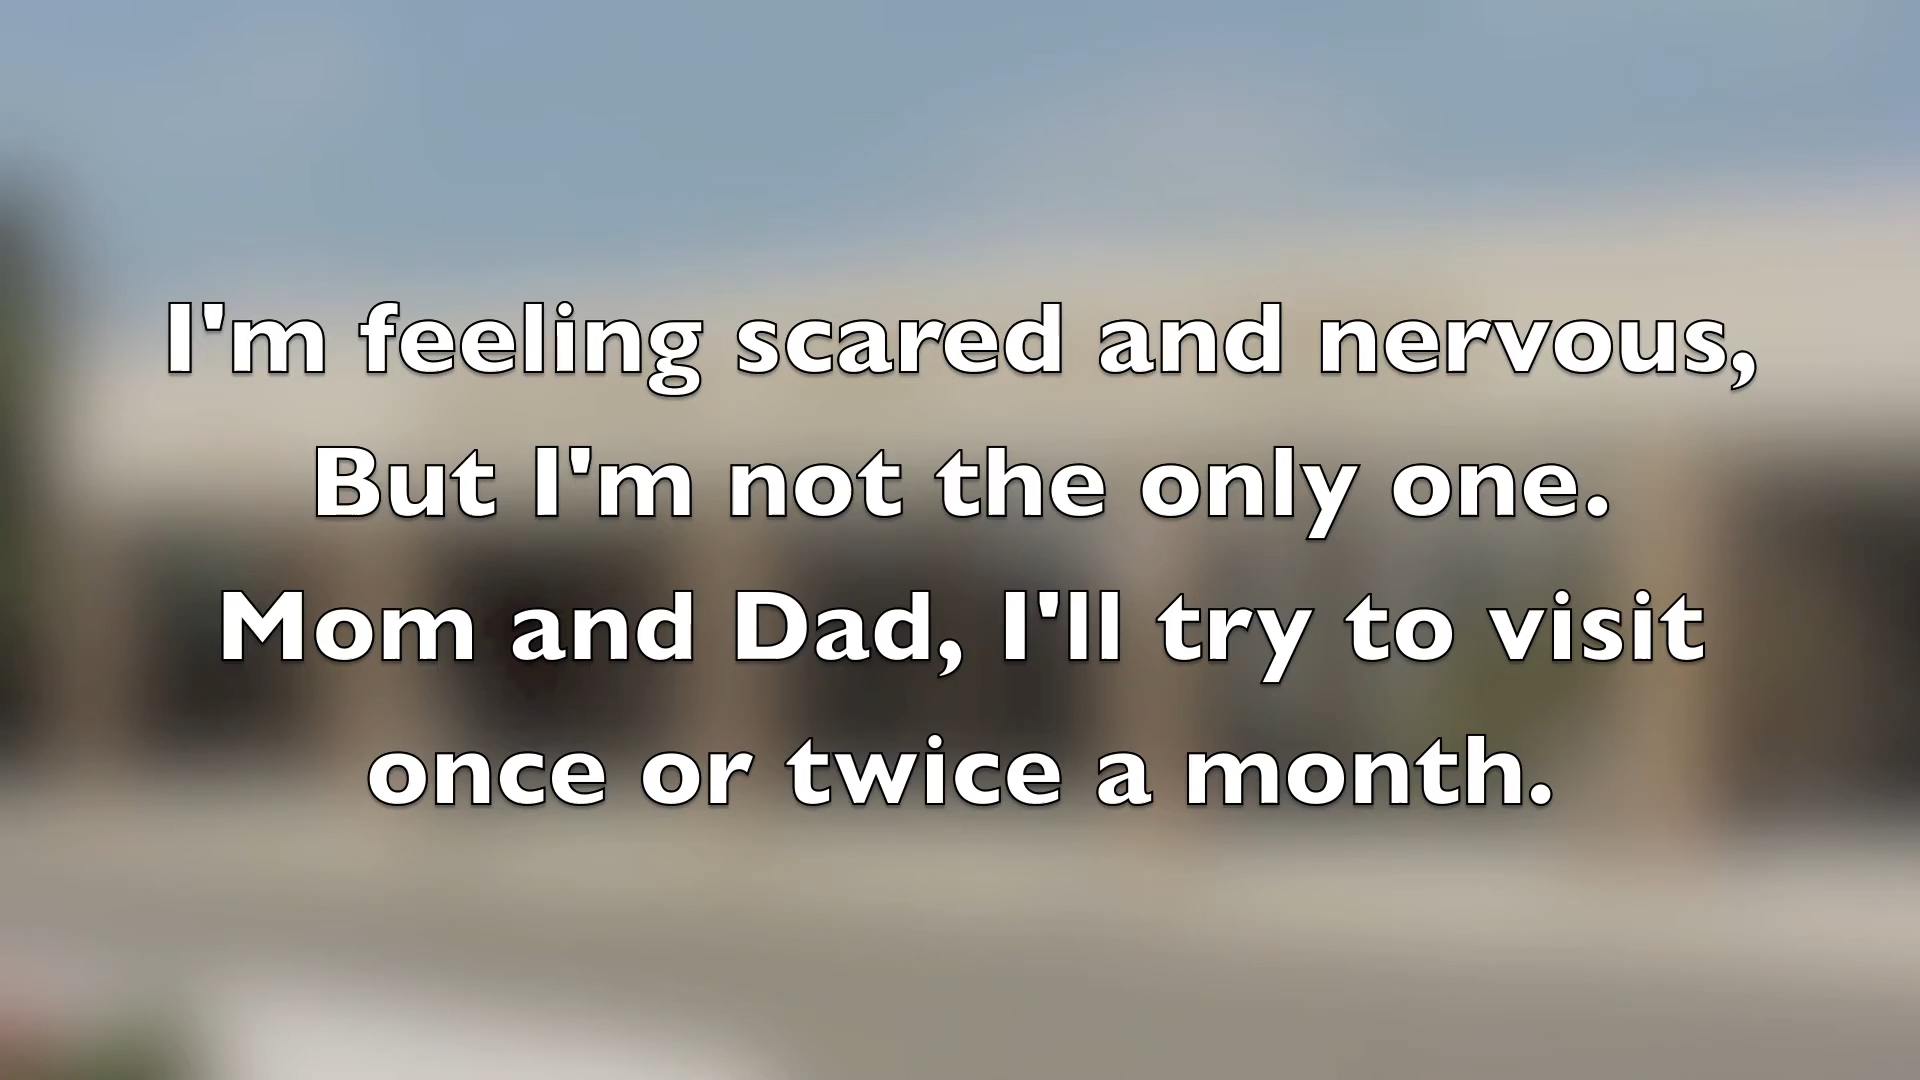 I'm feeling scared and nervous,
But I'm not the only one.
Mom and Dad, I'll try to visit
once or twice a month.